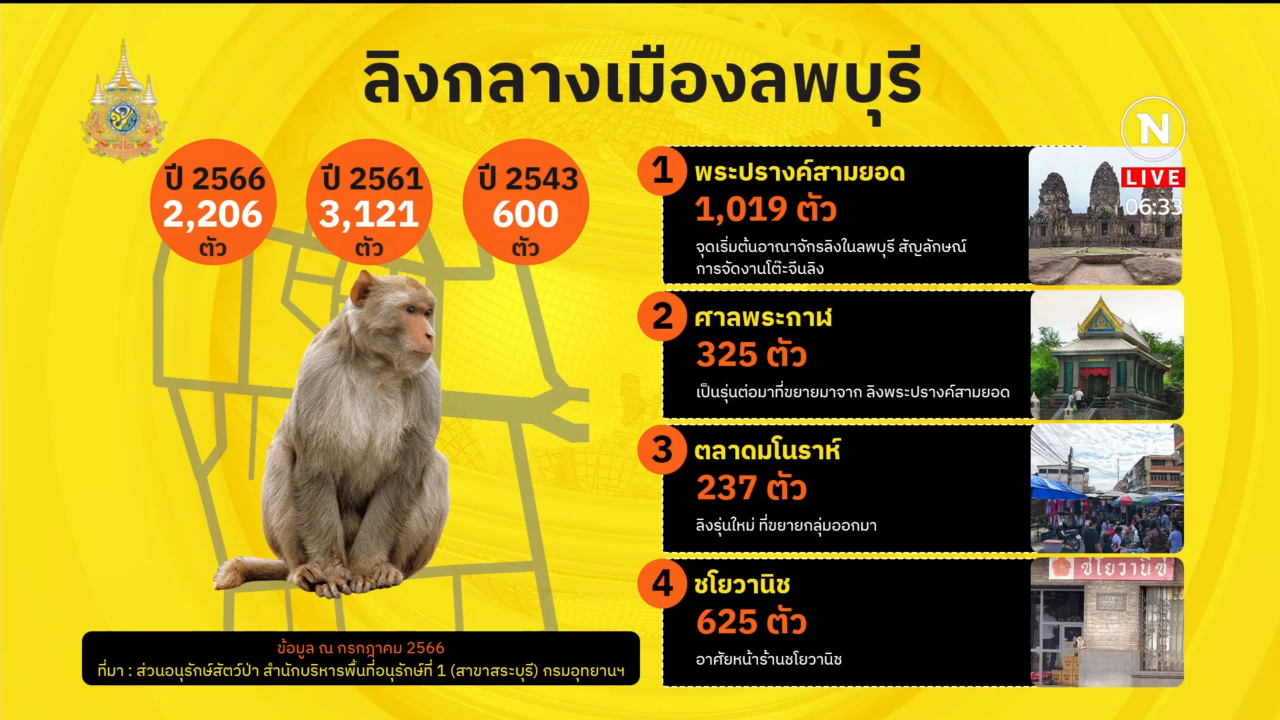 ลิงกลางเมืองลพบุรี
ปี 2566
2,206
ตัว
ปี 2561
3,121
ตัว
ปี 2543
600
ตัว
N
LIVE
06:33
1
พระปรางค์สามยอด
1,019 ตัว
จุดเริ่มต้นอาณาจักรลิงในลพบุรี สัญลักษณ์
การจัดงานโต๊ะจีนลิง
2
ศาลพระกาฬ
325 ตัว
เป็นรุ่นต่อมาที่ขยายมาจาก ลิงพระปรางค์สามยอด
3
ตลาดมโนราห์
237 ตัว
ลิงรุ่นใหม่ ที่ขยายกลุ่มออกมา
4
ชโยวานิช
625 ตัว
อาศัยหน้าร้านชโยวานิช
ชโยวานิช
ข้อมูล ณ กรกฎาคม 2566
ที่มา : ส่วนอนุรักษ์สัตว์ป่า สำนักบริหารพื้นที่อนุรักษ์ที่ 1 (สาขาสระบุรี) กรมอุทยานฯ